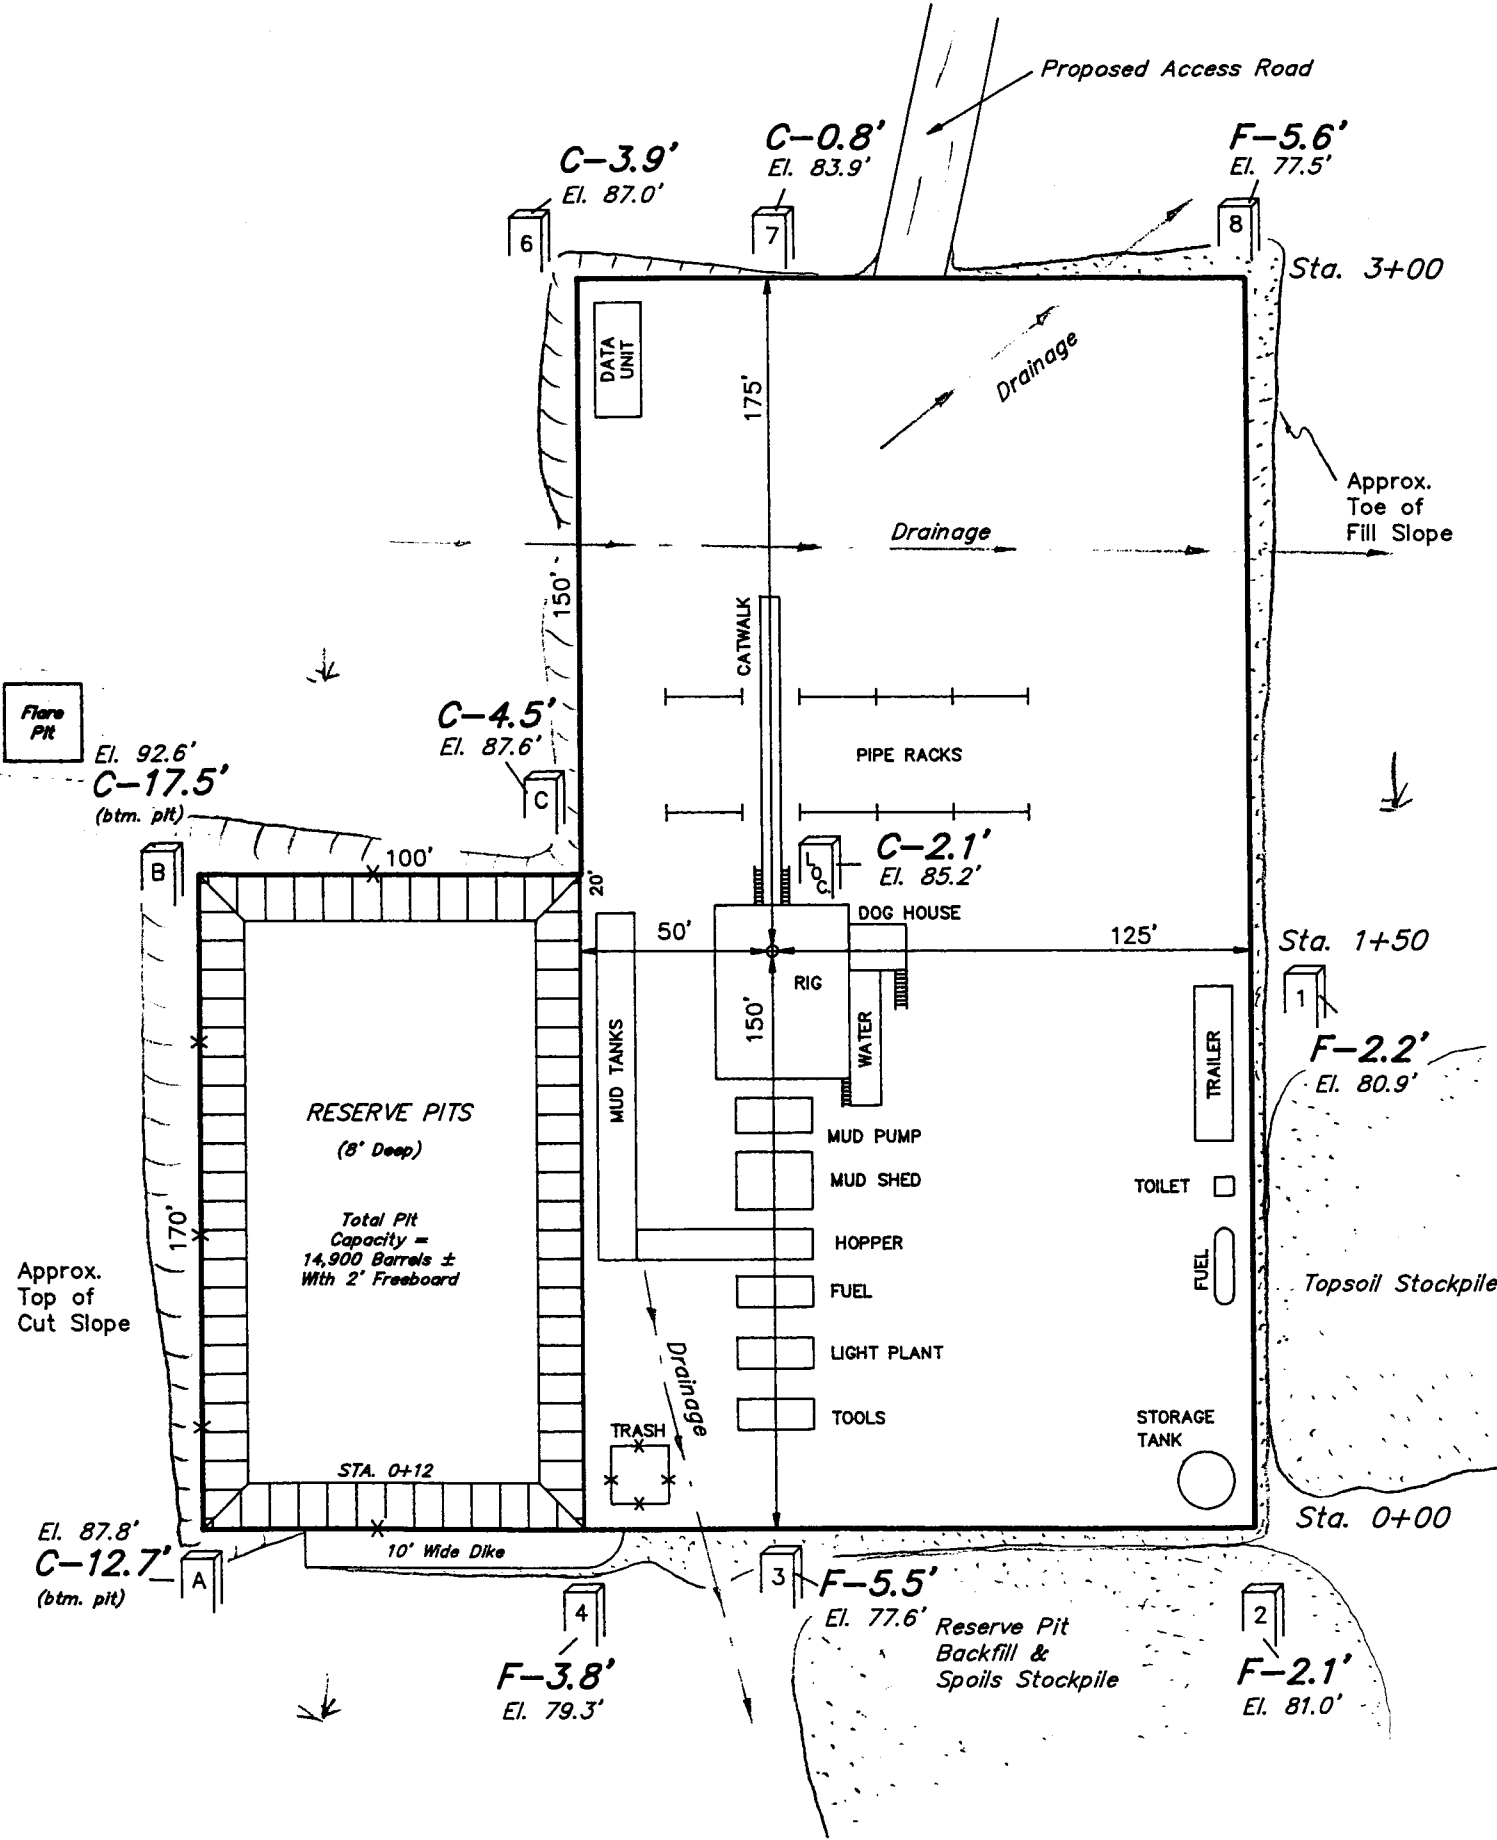 Proposed Access Road
C-3.9'
El. 87.0'
C-0.8'
El. 83.9'
F-5.6'
El. 77.5'
6
7
8
Sta. 3+00
DATA
UNIT
175'
Drainage
Approx.
Toe of
Fill Slope
Drainage
150'
CATWALK
Flare
Pit
El. 92.6'
C-17.5'
(btm. pit)
C-4.5'
El. 87.6'
C
PIPE RACKS
B
100'
20'
LOC.
C-2.1'
El. 85.2'
DOG HOUSE
50'
125'
Sta. 1+50
RIG
150'
1
F-2.2'
El. 80.9'
MUD TANKS
WATER
TRAILER
RESERVE PITS
(8' Deep)
MUD PUMP
MUD SHED
TOILET
170'
Total Pit
Capacity =
14,900 Barrels ±
With 2' Freeboard
HOPPER
FUEL
FUEL
Topsoil Stockpile
Approx.
Top of
Cut Slope
LIGHT PLANT
Drainage
TOOLS
TRASH
STORAGE
TANK
STA. 0+12
Sta. 0+00
El. 87.8'
C-12.7'
(btm. pit)
A
10' Wide Dike
4
F-3.8'
El. 79.3'
3
F-5.5'
El. 77.6'
Reserve Pit
Backfill &
Spoils Stockpile
2
F-2.1'
El. 81.0'